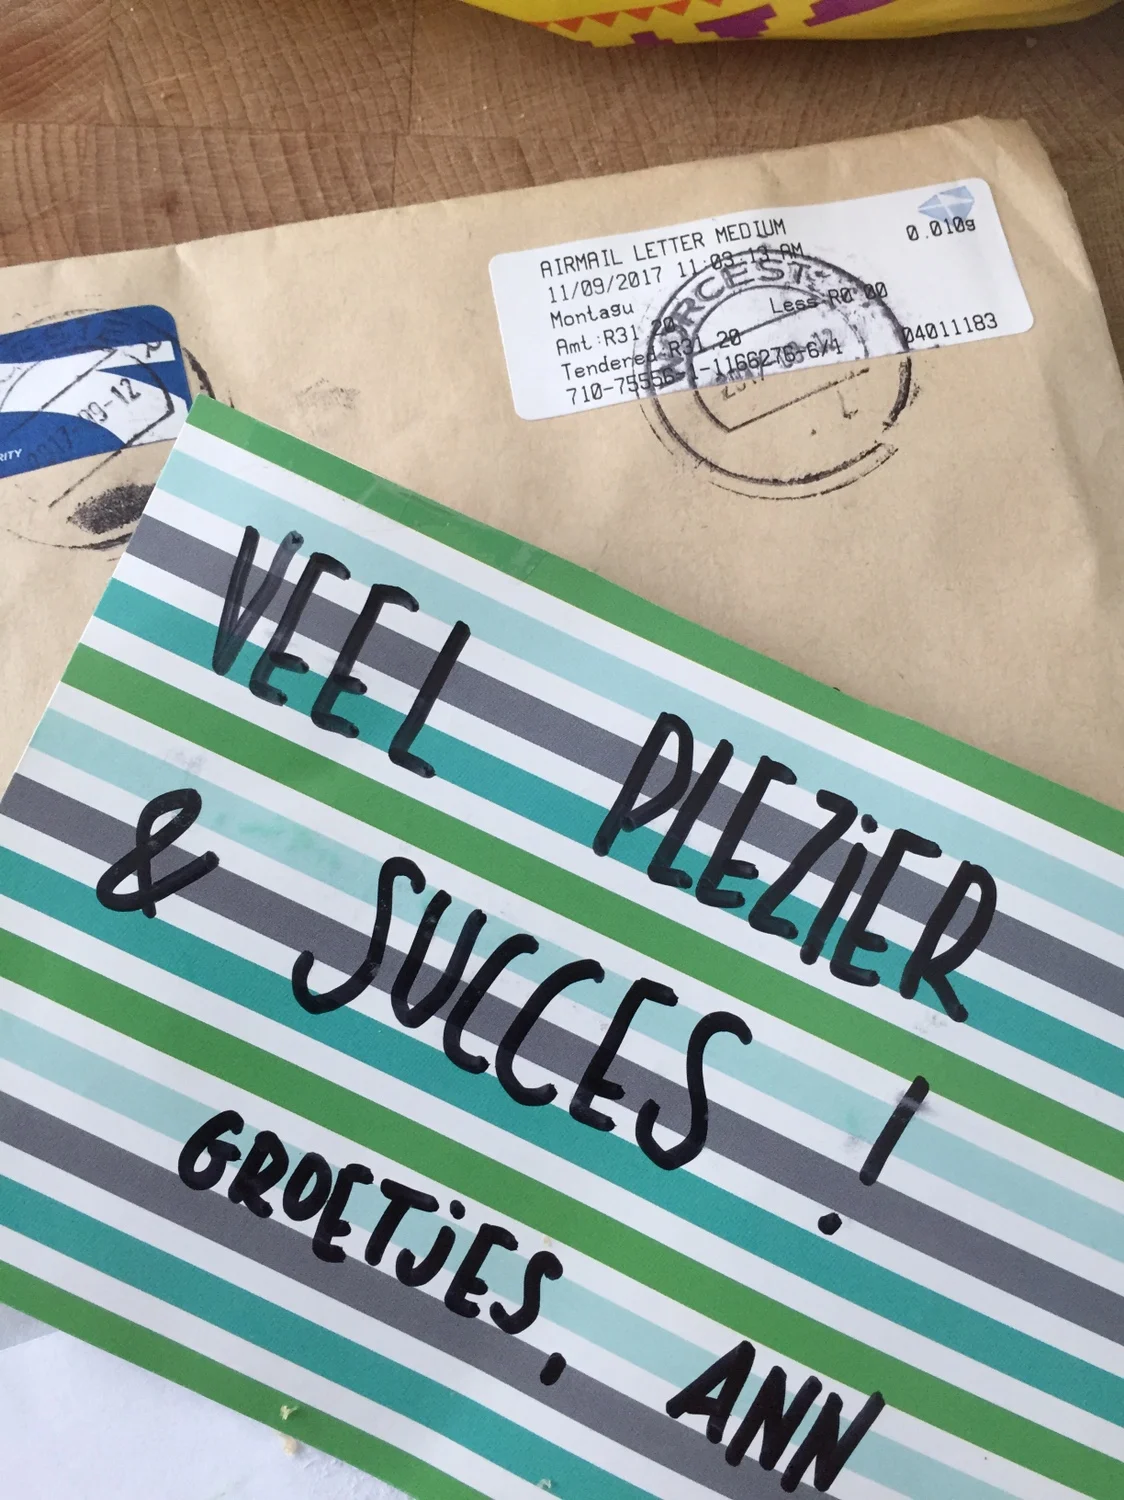 AIRMAIL LETTER MEDIUM
0.010g
11/09/2017 11:09:13 AM
Montagu
Less R0.00
Amt:R31.20
Tendered R31.20
04011183
VEEL PLEZiER
& SUCCES!
GROETjES,
ANN